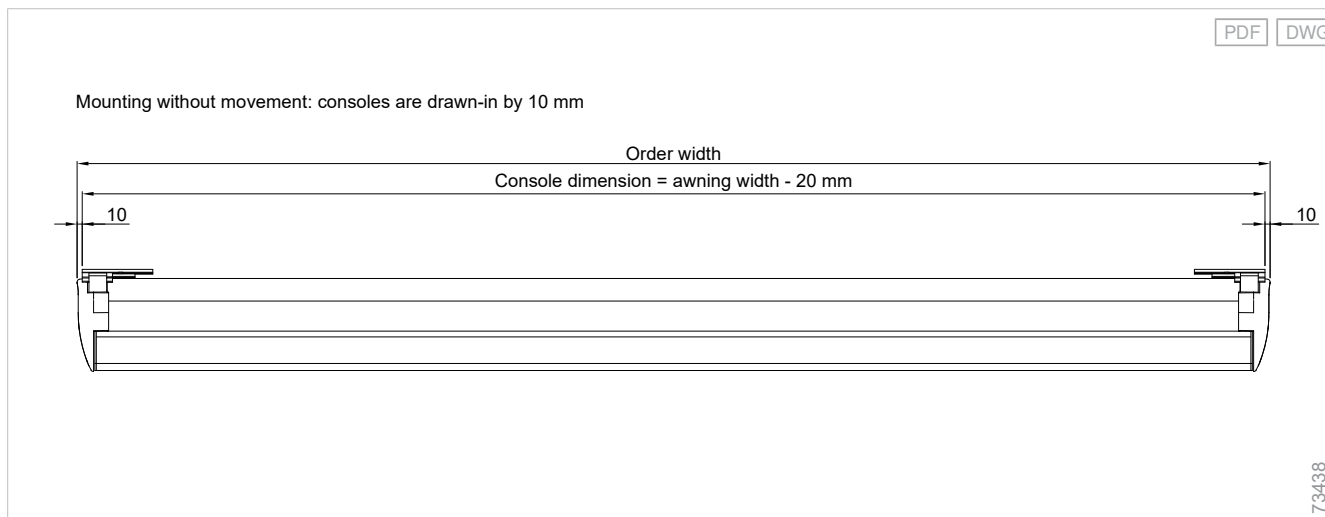 PDF DWG
Mounting without movement: consoles are drawn-in by 10 mm
Order width
Console dimension = awning width - 20 mm
10 10
73438